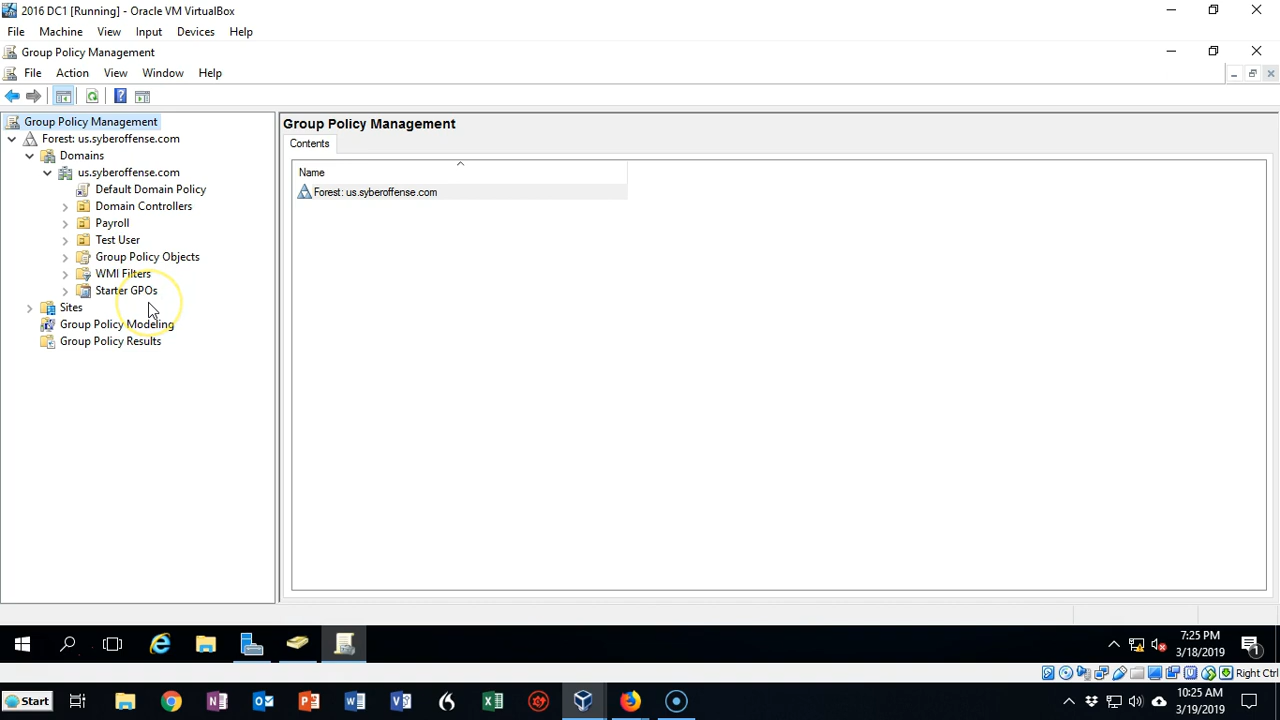 2016 DC1 [Running] - Oracle VM VirtualBox
File Machine View Input Devices Help
Group Policy Management
File Action View Window Help
Group Policy Management
Forest: us.syberoffense.com
Domains
us.syberoffense.com
Default Domain Policy
Domain Controllers
Payroll
Test User
Group Policy Objects
WMI Filters
Starter GPOs
Sites
Group Policy Modeling
Group Policy Results
Group Policy Management
Contents
Name
Forest: us.syberoffense.com
7:25 PM
3/18/2019
1
Right Ctrl
Start
10:25 AM
3/19/2019